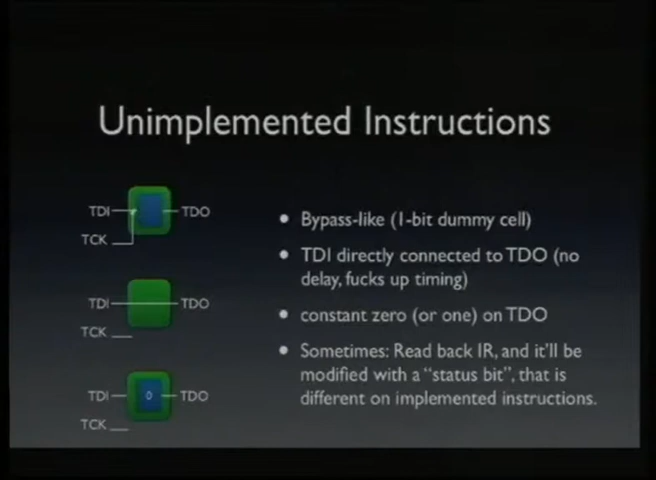 Unimplemented Instructions
TDI TDO
TCK
TDI TDO
TCK
0
TDI TDO
TCK
• Bypass-like (1-bit dummy cell)
• TDI directly connected to TDO (no
delay, fucks up timing)
• constant zero (or one) on TDO
• Sometimes: Read back IR, and it'll be
modified with a “status bit”, that is
different on implemented instructions.